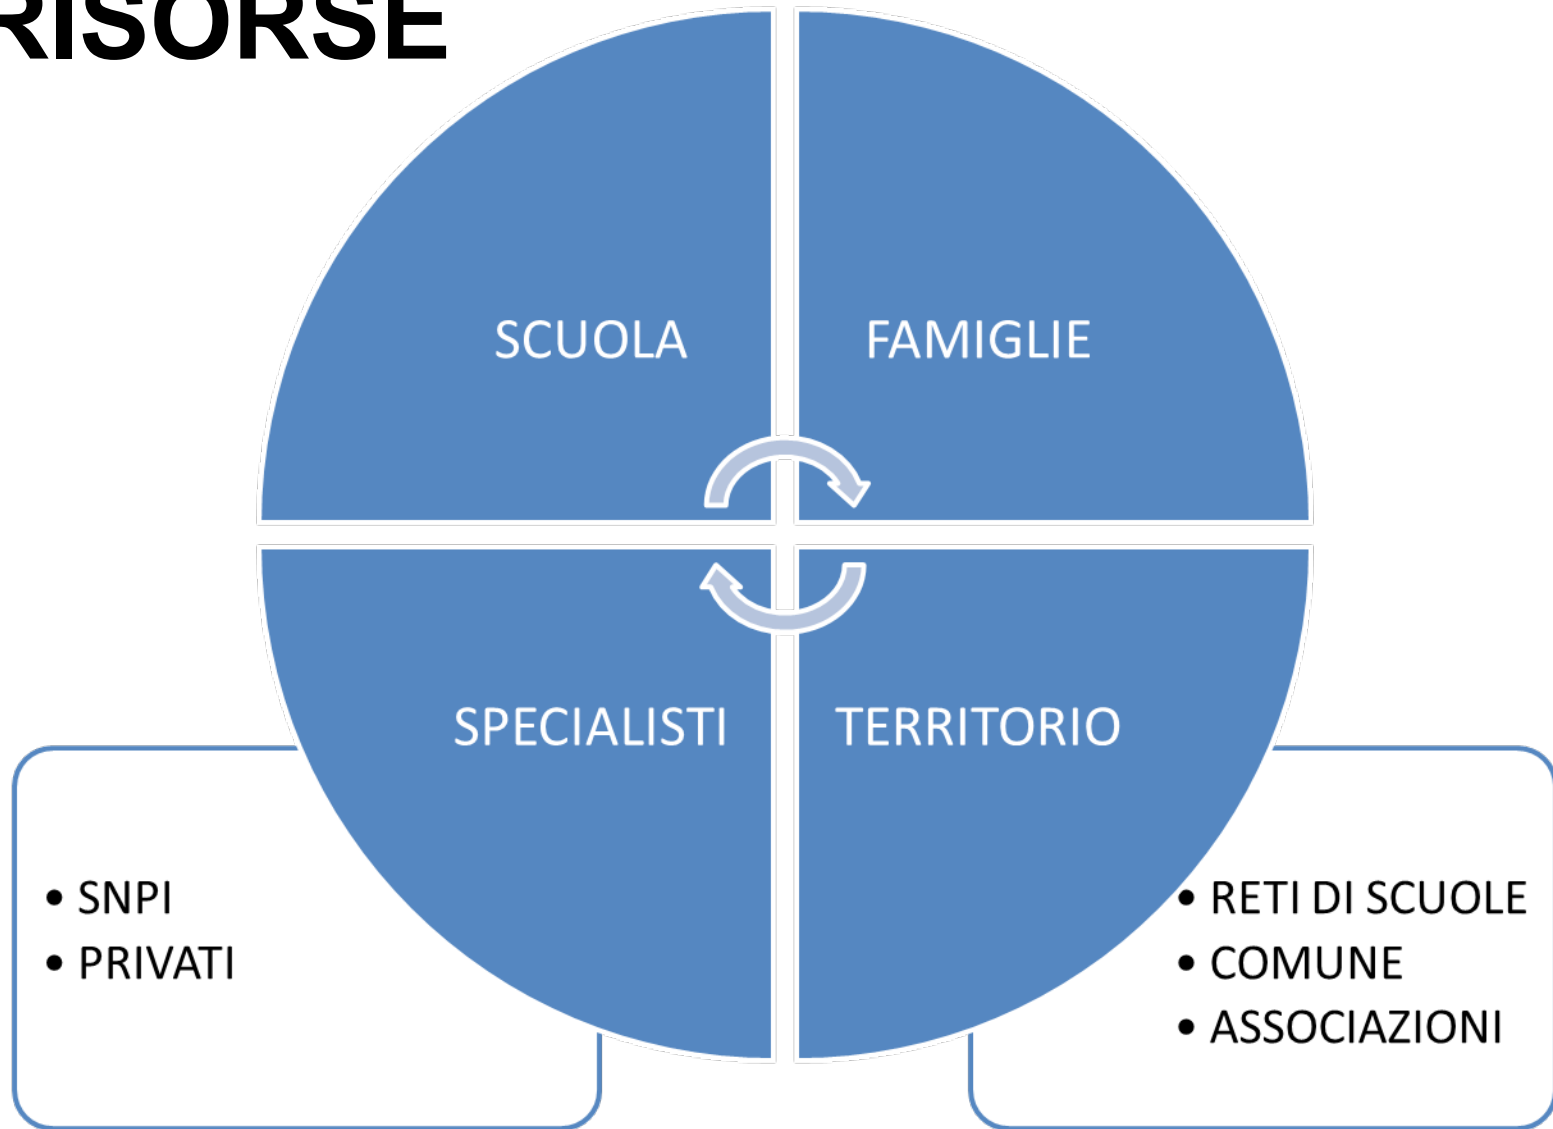 RISORSE
SCUOLA
FAMIGLIE
SPECIALISTI
TERRITORIO
• SNPI
• PRIVATI
• RETI DI SCUOLE
• COMUNE
• ASSOCIAZIONI